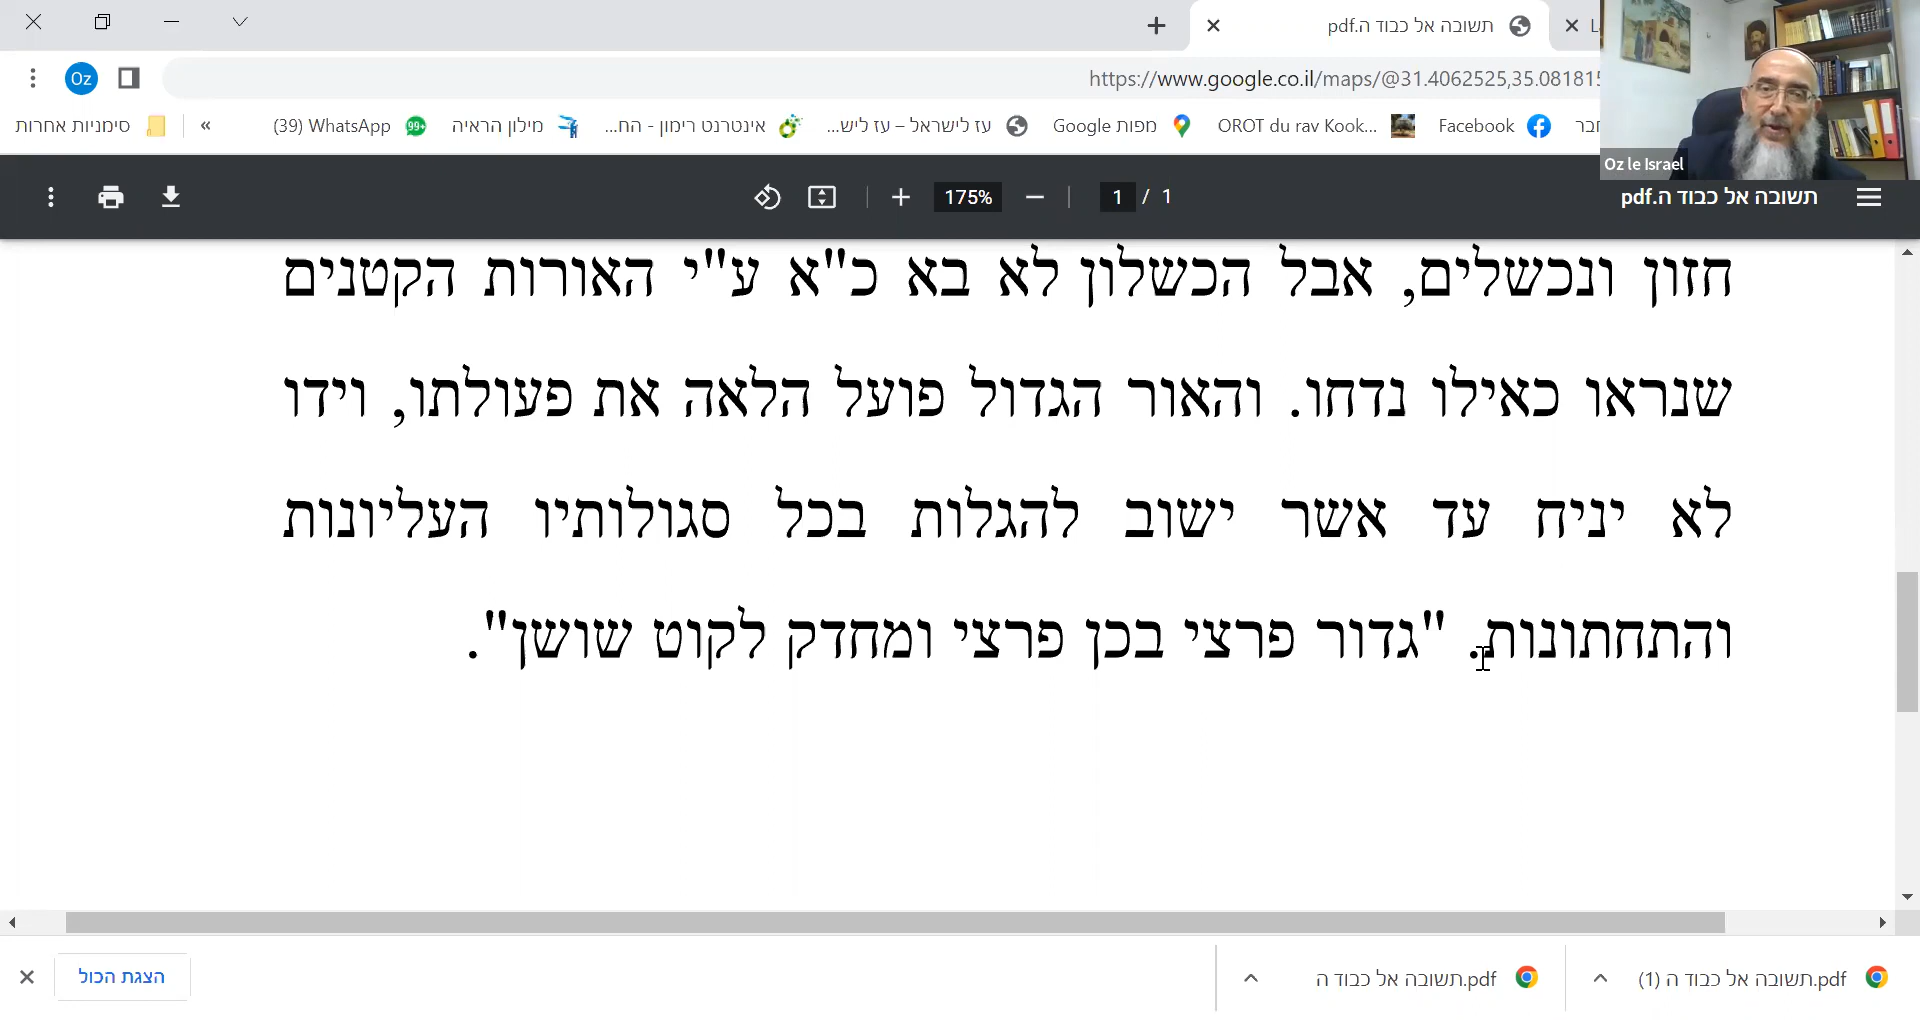 תשובה אל כבוד ה.pdf
https://www.google.co.il/maps/@31.4062525,35.081815
Oz
סימניות אחרות
»
(39) WhatsApp
99+
מילון הראיה
אינטרנט רימון - הח...
עז לישראל – עז ליש...
Google מפות
OROT du rav Kook...
Facebook
חבר
Oz le Israel
175%
1 / 1
תשובה אל כבוד ה.pdf
חזון ונכשלים, אבל הכשלון לא בא כ"א ע"י האורות הקטנים
שנראו כאילו נדחו. והאור הגדול פועל הלאה את פעולתו, וידו
לא יניח עד אשר ישוב להגלות בכל סגולותיו העליונות
והתחתונות. "גדור פרצי בכן פרצי ומחדק לקוט שושן".
הצגת הכול
תשובה אל כבוד ה.pdf
תשובה אל כבוד ה (1).pdf